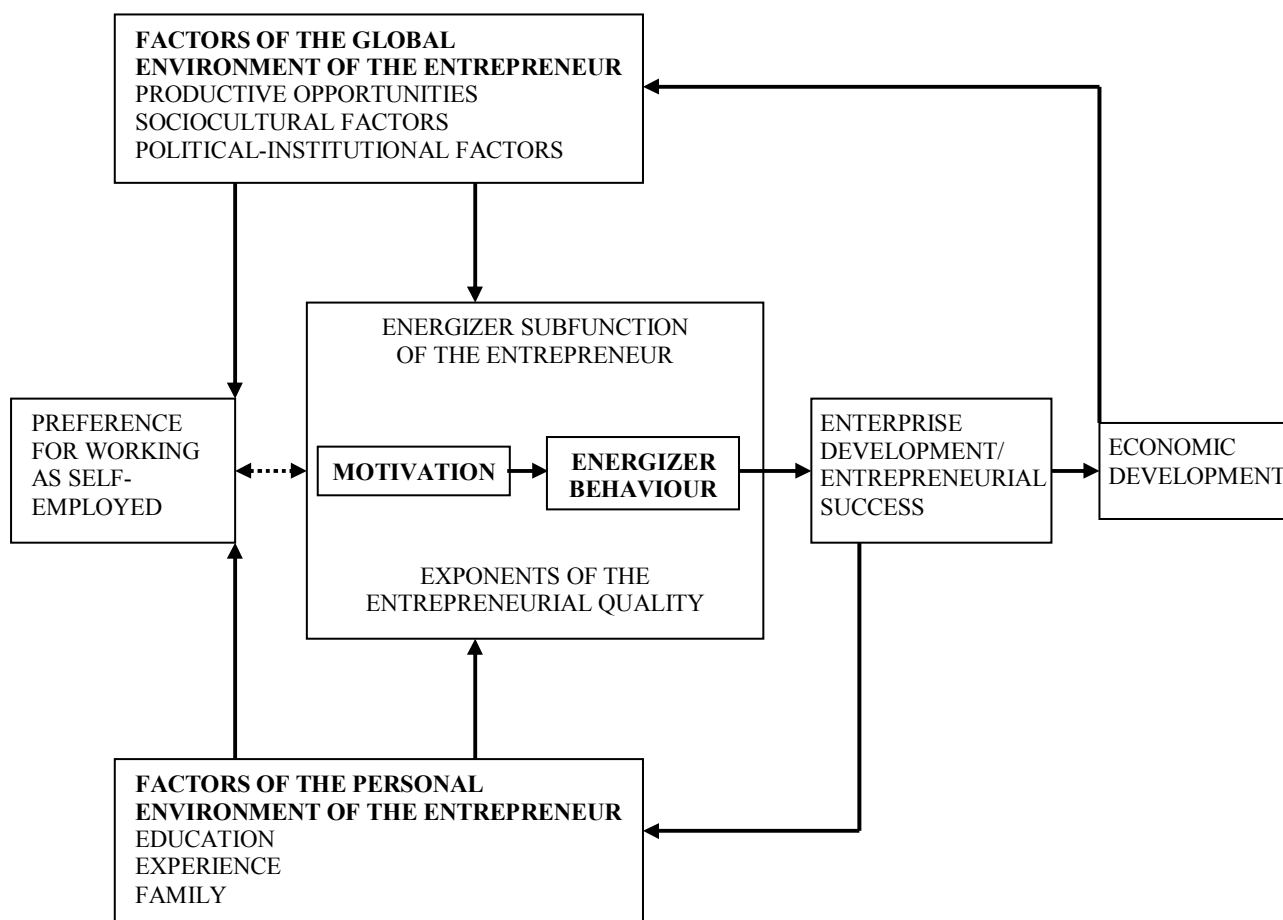 FACTORS OF THE GLOBAL
ENVIRONMENT OF THE ENTREPRENEUR
PRODUCTIVE OPPORTUNITIES
SOCIOCULTURAL FACTORS
POLITICAL-INSTITUTIONAL FACTORS
ENERGIZER SUBFUNCTION
OF THE ENTREPRENEUR
PREFERENCE
FOR WORKING
AS SELF-
EMPLOYED
MOTIVATION
ENERGIZER
BEHAVIOUR
EXPONENTS OF THE
ENTREPRENEURIAL QUALITY
ENTERPRISE
DEVELOPMENT/
ENTREPRENEURIAL
SUCCESS
ECONOMIC
DEVELOPMENT
FACTORS OF THE PERSONAL
ENVIRONMENT OF THE ENTREPRENEUR
EDUCATION
EXPERIENCE
FAMILY